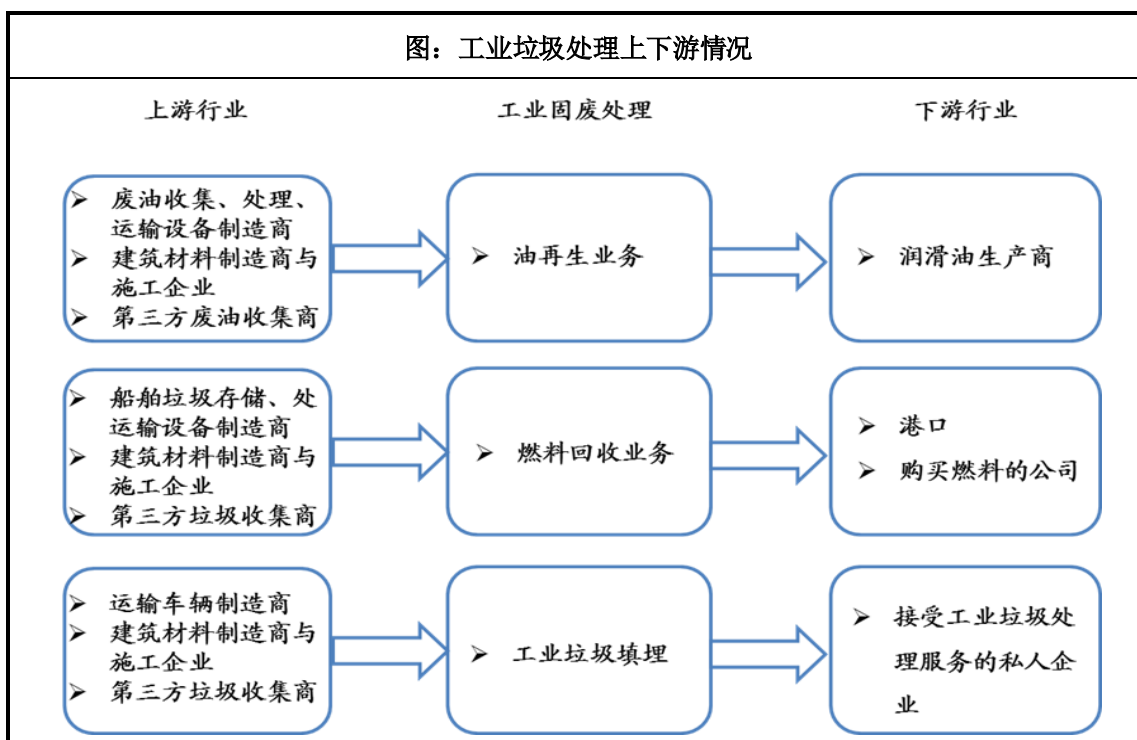 图：工业垃圾处理上下游情况
上游行业
工业固废处理
下游行业
➢ 废油收集、处理、
运输设备制造商
➢ 建筑材料制造商与
施工企业
➢ 第三方废油收集商
➢ 油再生业务
➢ 润滑油生产商
➢ 船舶垃圾存储、处
运输设备制造商
➢ 建筑材料制造商与
施工企业
➢ 第三方垃圾收集商
➢ 燃料回收业务
➢ 港口
➢ 购买燃料的公司
➢ 运输车辆制造商
➢ 建筑材料制造商与
施工企业
➢ 第三方垃圾收集商
➢ 工业垃圾填埋
➢ 接受工业垃圾处
理服务的私人企
业